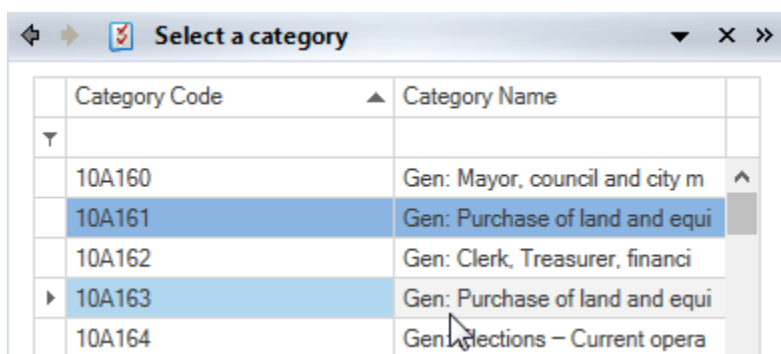 Select a category
Category Code Category Name
10A160 Gen: Mayor, council and city m
10A161 Gen: Purchase of land and equi
10A162 Gen: Clerk, Treasurer, financi
10A163 Gen: Purchase of land and equi
10A164 Gen: – Current opera